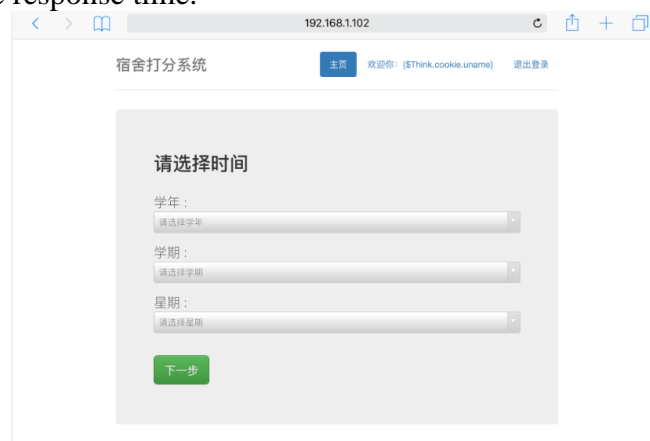 response time.
192.168.1.102
宿舍打分系统 主页 欢迎你：{$Think.cookie.uname} 退出登录
请选择时间
学年：
请选择学年
学期：
请选择学期
星期：
请选择星期
下一步